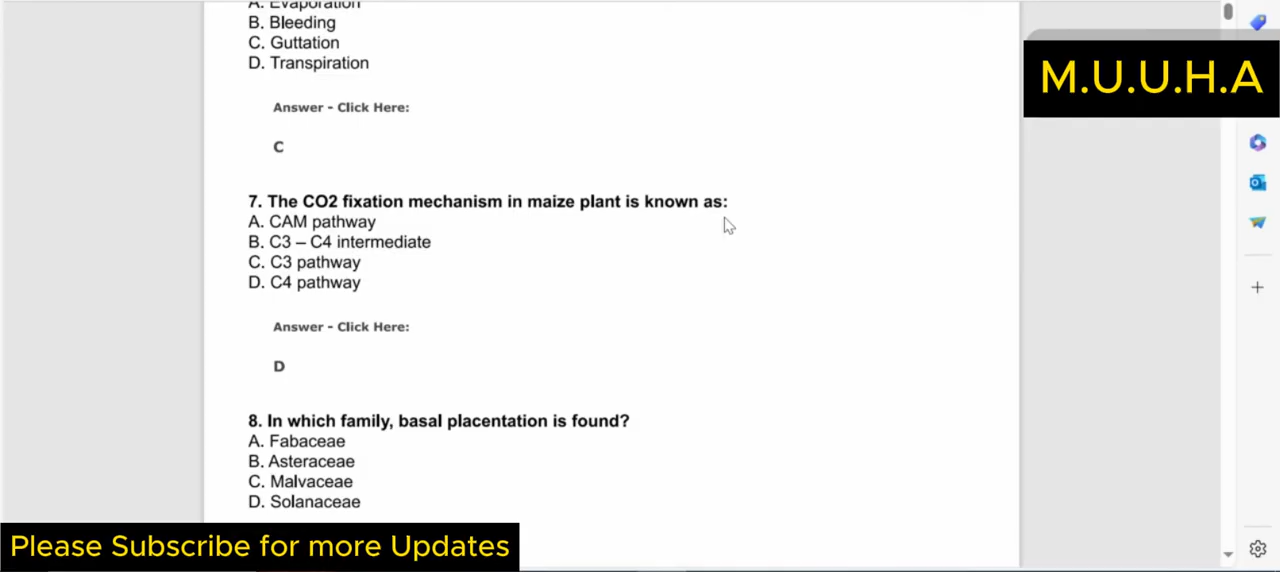 A. Evaporation
B. Bleeding
C. Guttation
D. Transpiration
M.U.U.H.A
Answer - Click Here:
C
7. The CO2 fixation mechanism in maize plant is known as:
A. CAM pathway
B. C3 – C4 intermediate
C. C3 pathway
D. C4 pathway
Answer - Click Here:
D
8. In which family, basal placentation is found?
A. Fabaceae
B. Asteraceae
C. Malvaceae
D. Solanaceae
Please Subscribe for more Updates